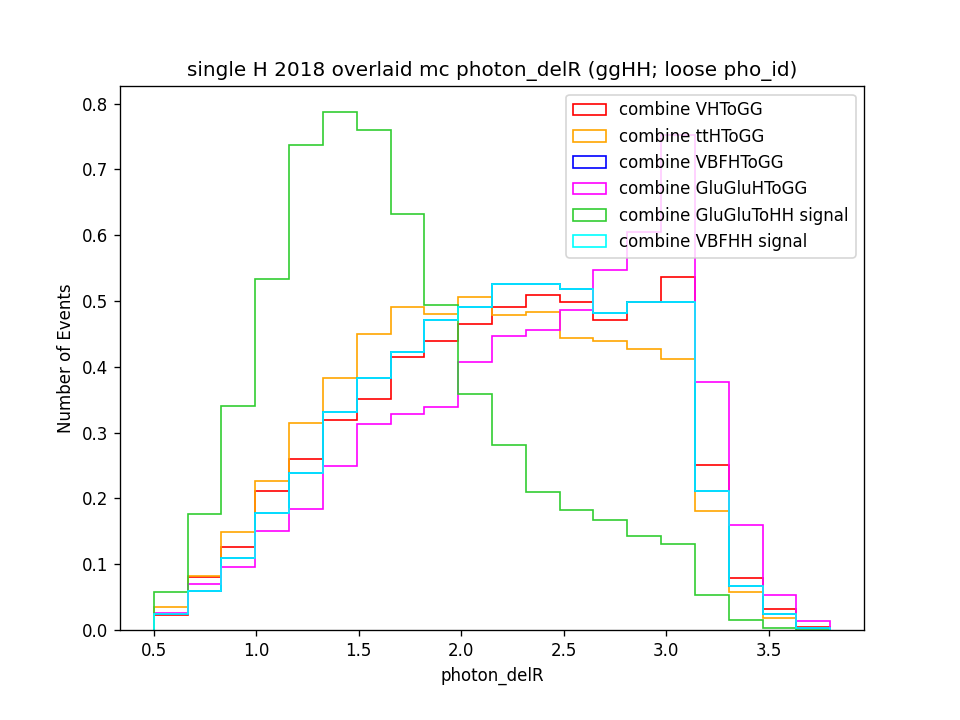 single H 2018 overlaid mc photon_delR (ggHH; loose pho_id)
combine VHToGG
combine ttHToGG
combine VBFHToGG
combine GluGluHToGG
combine GluGluToHH signal
combine VBFHH signal
Number of Events
0.8
0.7
0.6
0.5
0.4
0.3
0.2
0.1
0.0
0.5 1.0 1.5 2.0 2.5 3.0 3.5
photon_delR